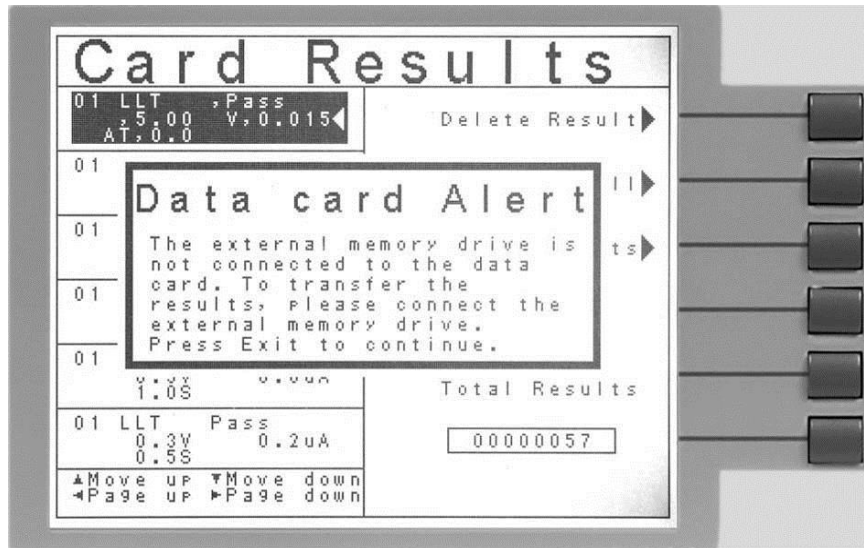 Card Results
01 LLT ,Pass
,5.00 V,0.015
AT,0.0
Delete Result
01
ll
01
ts
Data card Alert
The external memory drive is
not connected to the data
card. To transfer the
results, please connect the
external memory drive.
Press Exit to continue.
01
01
1.0S
Total Results
01 LLT Pass
0.3V 0.2uA
0.5S
00000057
▲Move up ▼Move down
◄Page up ►Page down